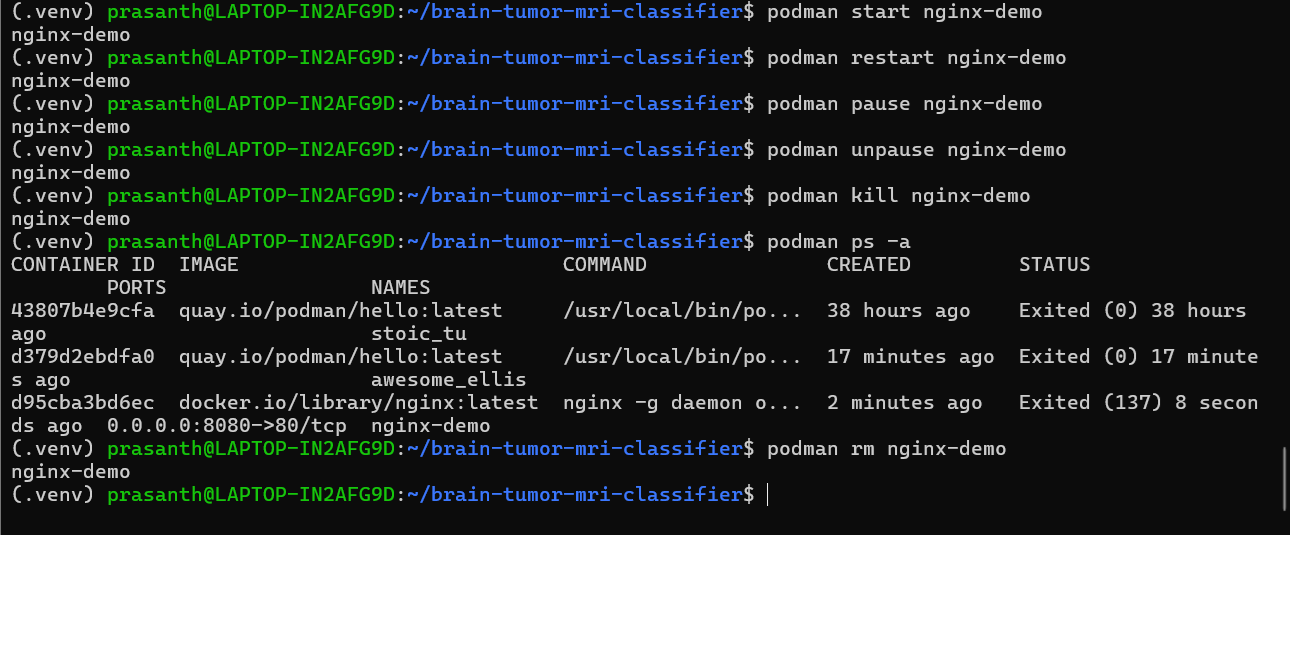 (.venv) prasanth@LAPTOP-IN2AFG9D:~/brain-tumor-mri-classifier$ podman start nginx-demo
nginx-demo
(.venv) prasanth@LAPTOP-IN2AFG9D:~/brain-tumor-mri-classifier$ podman restart nginx-demo
nginx-demo
(.venv) prasanth@LAPTOP-IN2AFG9D:~/brain-tumor-mri-classifier$ podman pause nginx-demo
nginx-demo
(.venv) prasanth@LAPTOP-IN2AFG9D:~/brain-tumor-mri-classifier$ podman unpause nginx-demo
nginx-demo
(.venv) prasanth@LAPTOP-IN2AFG9D:~/brain-tumor-mri-classifier$ podman kill nginx-demo
nginx-demo
(.venv) prasanth@LAPTOP-IN2AFG9D:~/brain-tumor-mri-classifier$ podman ps -a
CONTAINER ID  IMAGE                           COMMAND               CREATED         STATUS
        PORTS                 NAMES
43807b4e9cfa  quay.io/podman/hello:latest     /usr/local/bin/po...  38 hours ago    Exited (0) 38 hours
ago                           stoic_tu
d379d2ebdfa0  quay.io/podman/hello:latest     /usr/local/bin/po...  17 minutes ago  Exited (0) 17 minute
s ago                         awesome_ellis
d95cba3bd6ec  docker.io/library/nginx:latest  nginx -g daemon o...  2 minutes ago   Exited (137) 8 secon
ds ago  0.0.0.0:8080->80/tcp  nginx-demo
(.venv) prasanth@LAPTOP-IN2AFG9D:~/brain-tumor-mri-classifier$ podman rm nginx-demo
nginx-demo
(.venv) prasanth@LAPTOP-IN2AFG9D:~/brain-tumor-mri-classifier$